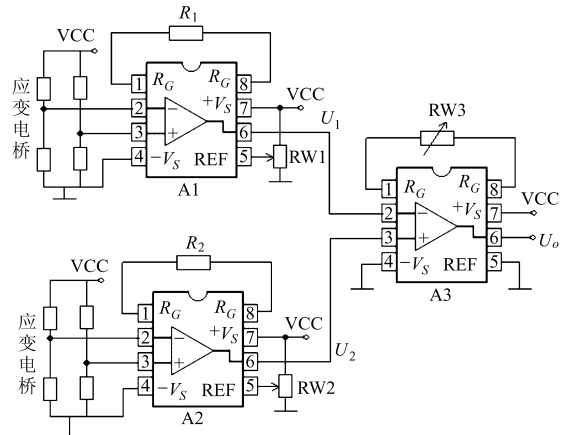 R1
VCC
应变电桥
1 RG RG 8
2 − +VS 7 VCC
3 + 6 U1
4 −VS REF 5 RW1
A1
RW3
1 RG RG 8
2 − +VS 7 VCC
3 + 6 Uo
4 −VS REF 5
A3
R2
VCC
应变电桥
1 RG RG 8
2 − +VS 7 VCC
3 + 6 U2
4 −VS REF 5 RW2
A2